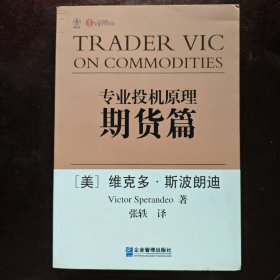 TRADER VIC
ON COMMODITIES
专业投机原理
期货篇
[美] 维克多·斯波朗迪
Victor Sperandeo 著
张轶 译
企业管理出版社